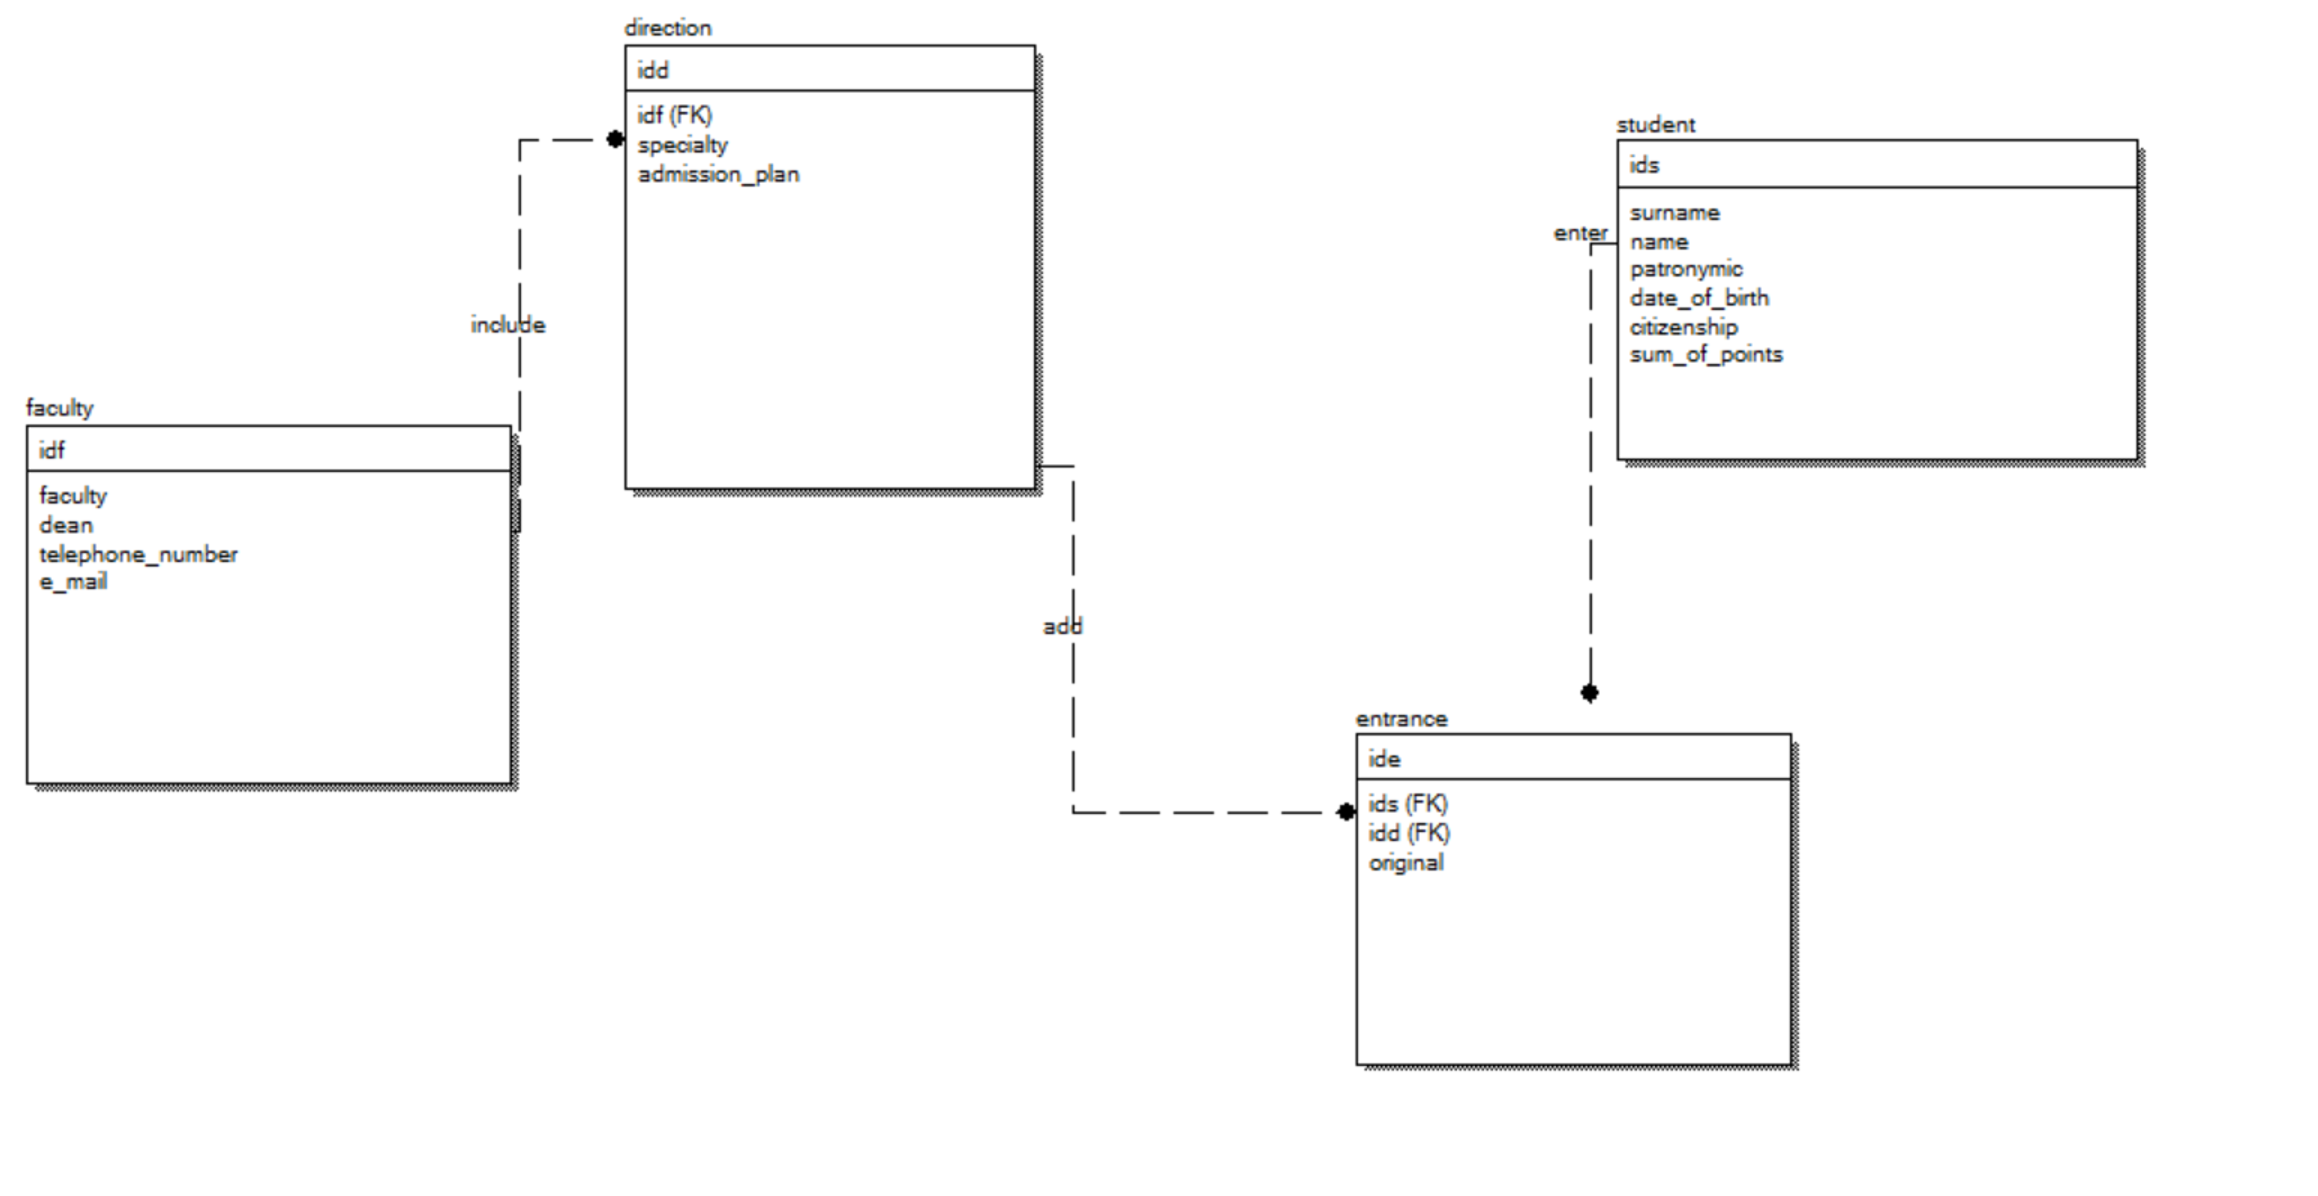 direction
idd
idf (FK)
specialty
admission_plan
student
ids
surname
name
patronymic
date_of_birth
citizenship
sum_of_points
enter
include
faculty
idf
faculty
dean
telephone_number
e_mail
add
entrance
ide
ids (FK)
idd (FK)
original